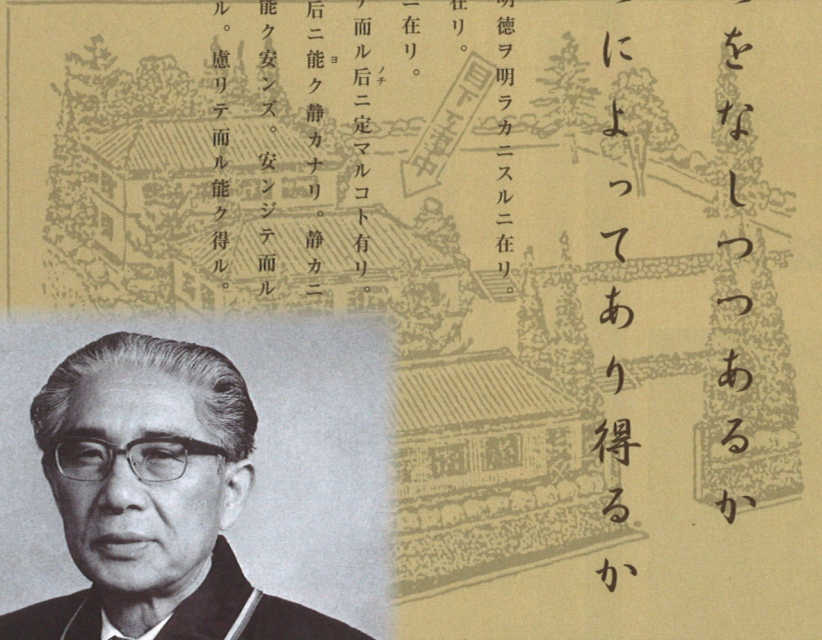 をなしつつあるか
によってあり得るか
明徳ヲ明ラカニスルニ在リ。
在リ。
ニ在リ。
而ル后ニ定マルコト有リ。
后ニ能ク静カナリ。静カニ
能ク安ンズ。安ンジテ而ル
ル。慮リテ而ル能ク得ル。
目下工事中